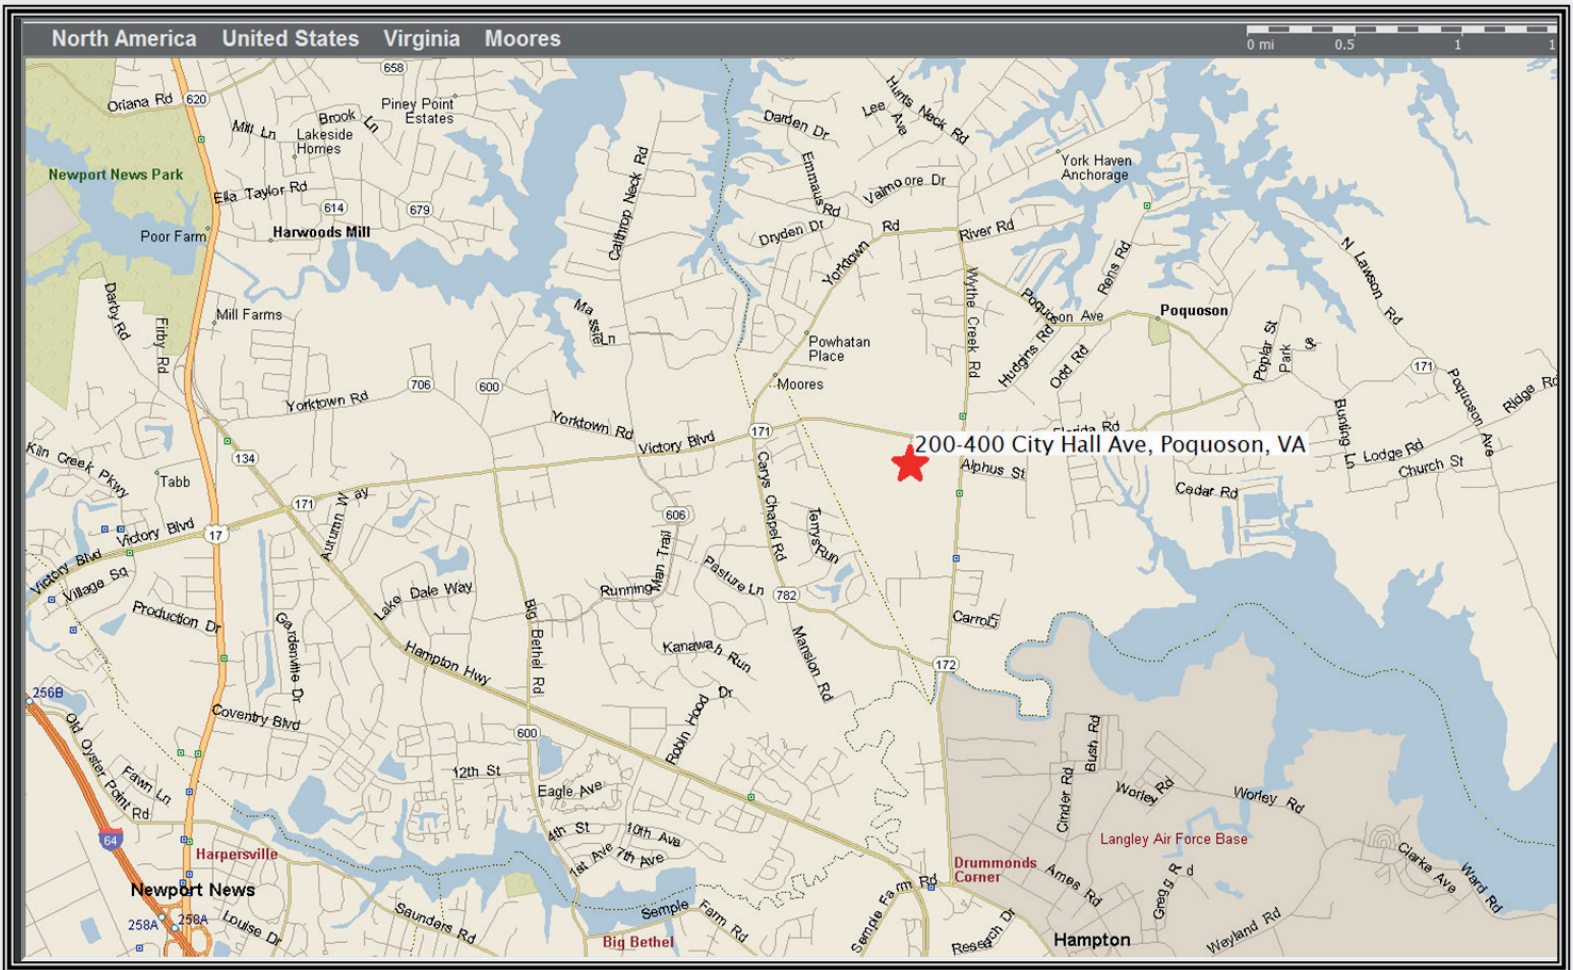 North America United States Virginia Moores
0 mi 0.5 1 1
658
Oriana Rd
620
Piney Point
Estates
Brook Ln
Mill Ln
Lakeside
Homes
Darden Dr
Lee Ave
Hunts Neck Rd
York Haven
Anchorage
Newport News Park
Ella Taylor Rd
614
679
Calthrop Neck Rd
Emmaus Rd
Valmoore Dr
Poor Farm
Harwoods Mill
Dryden Dr
Yorktown Rd
River Rd
N Lawson Rd
Rens Rd
Darby Rd
Firby Rd
Mill Farms
Massie Ln
Wythe Creek Rd
Poquoson Ave
Poquoson
Powhatan
Place
Hudgins Rd
Odd Rd
Poplar St
Park &
171
Moores
706
600
Yorktown Rd
Poquoson Ave
Ridge Rd
Bunting Ln
Yorktown Rd
Victory Blvd
171
Florida Rd
200-400 City Hall Ave, Poquoson, VA
Alphus St
Lodge Rd
Church St
Kiln Creek Pkwy
134
Tabb
Carys Chapel Rd
Cedar Rd
171
Autumn Way
606
Terrys Run
17
Victory Blvd
Victory Blvd
Village Sq
Running Man Trail
Pasture Ln
782
Lake Dale Way
Production Dr
Gardenville Dr
Big Bethel Rd
Carrol
Kanawah Run
Mansion Rd
Hampton Hwy
172
256B
Coventry Blvd
Old Oyster Point Rd
Robin Hood Dr
600
Bush Rd
Fawn Ln
12th St
Eagle Ave
Cinder Rd
Worley Rd
Worley Rd
64
4th St
10th Ave
7th Ave
1st Ave
Langley Air Force Base
Harpersville
Drummonds
Corner
Clarke Ave
Ward Rd
Newport News
Ames Rd
Gregg Rd
258A
258A
Louise Dr
Saunders Rd
Semple Farm Rd
Semple Farm Rd
Big Bethel
Research Dr
Hampton
Weyland Rd